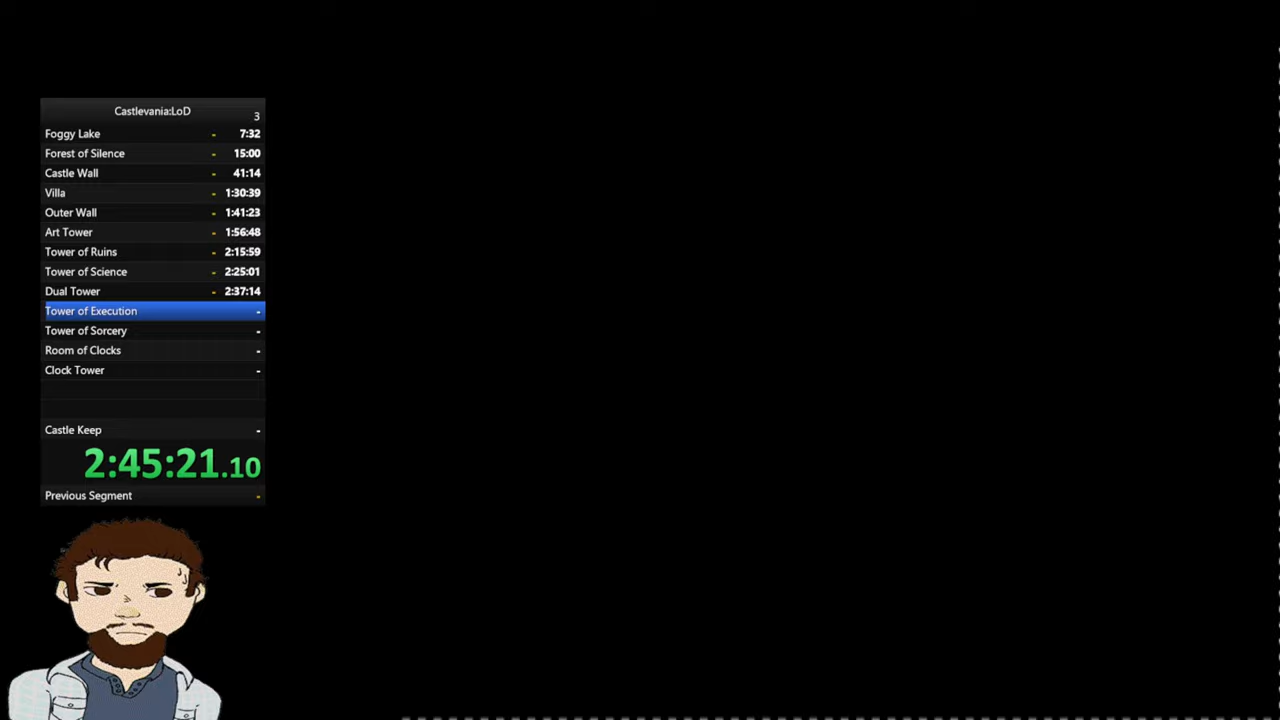 Castlevania:LoD
3
Foggy Lake - 7:32
Forest of Silence - 15:00
Castle Wall - 41:14
Villa - 1:30:39
Outer Wall - 1:41:23
Art Tower - 1:56:48
Tower of Ruins - 2:15:59
Tower of Science - 2:25:01
Dual Tower - 2:37:14
Tower of Execution -
Tower of Sorcery -
Room of Clocks -
Clock Tower -
Castle Keep -
2:45:21.10
Previous Segment -